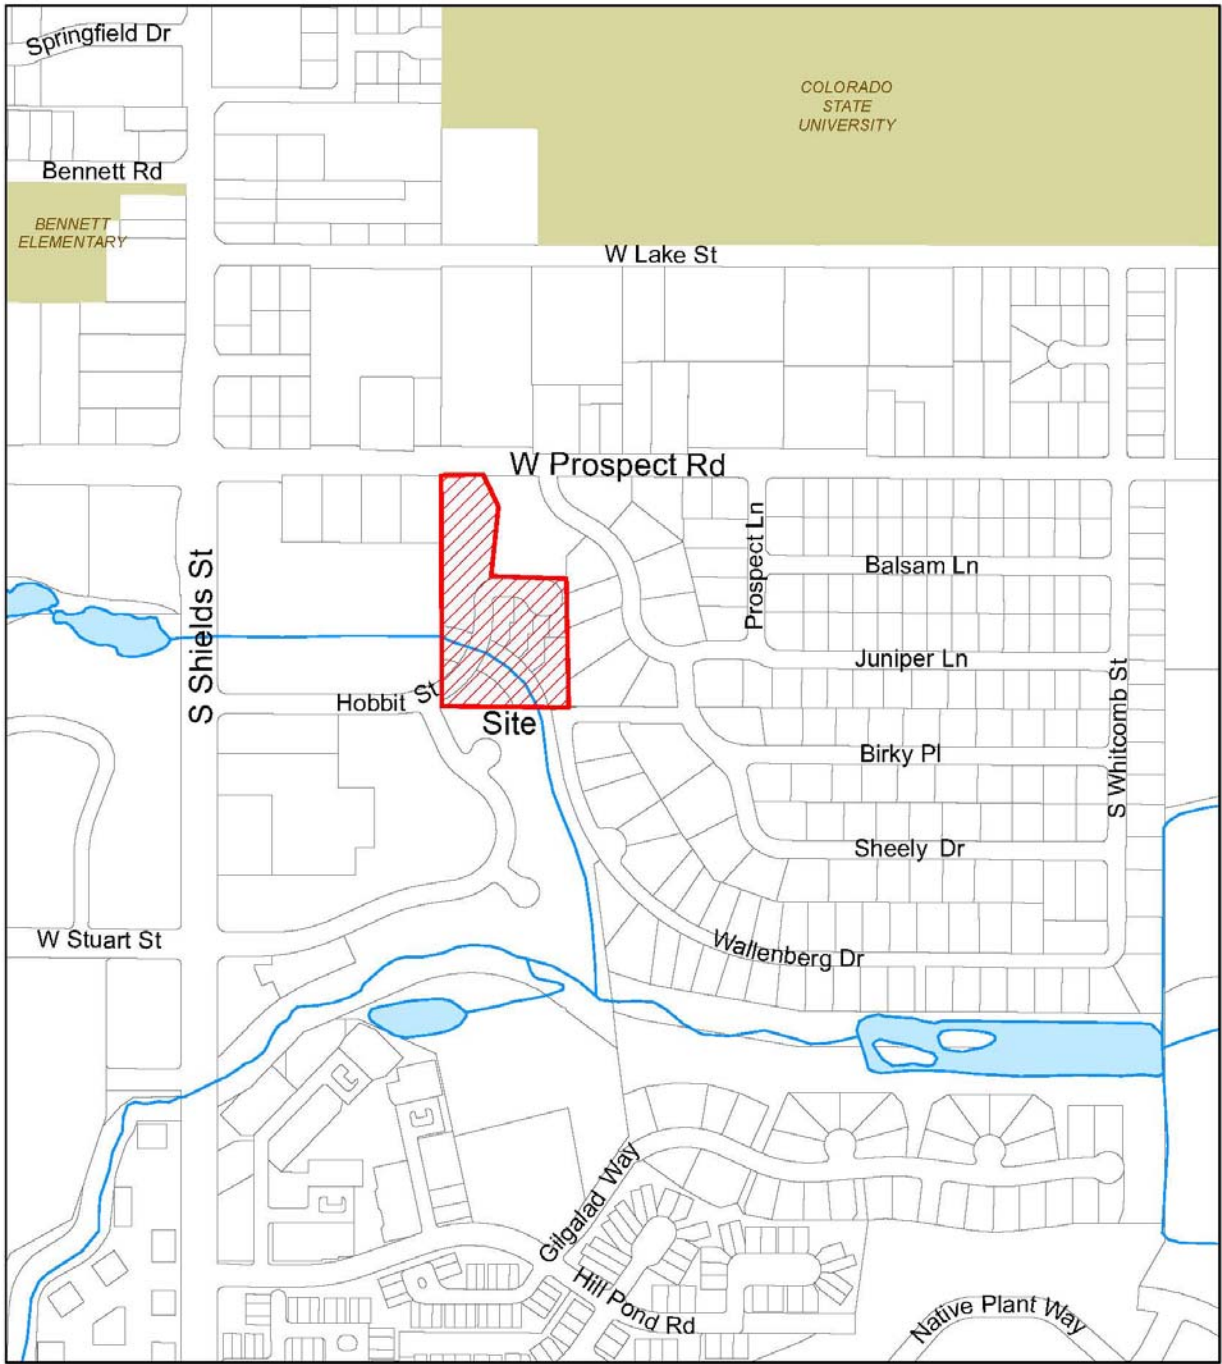 Springfield Dr
COLORADO
STATE
UNIVERSITY
Bennett Rd
BENNETT
ELEMENTARY
W Lake St
W Prospect Rd
Prospect Ln
Balsam Ln
S Shields St
Juniper Ln
Hobbit St
Site
S Whitcomb St
Birky Pl
Sheely Dr
W Stuart St
Wallenberg Dr
Gilgalad Way
Hill Pond Rd
Native Plant Way